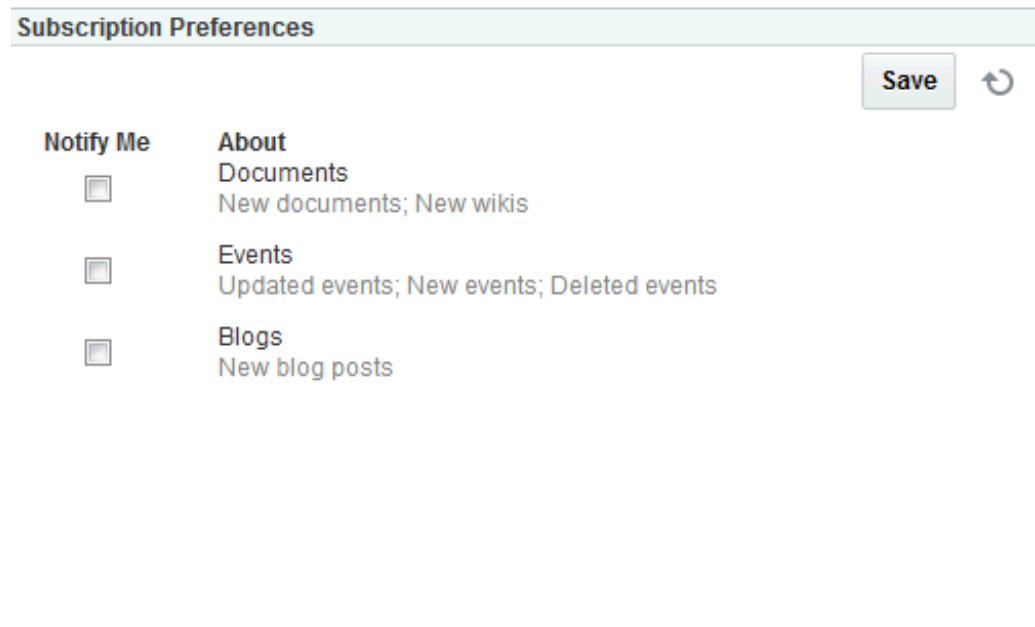 Subscription Preferences
Save
Notify Me About
Documents
New documents; New wikis
Events
Updated events; New events; Deleted events
Blogs
New blog posts